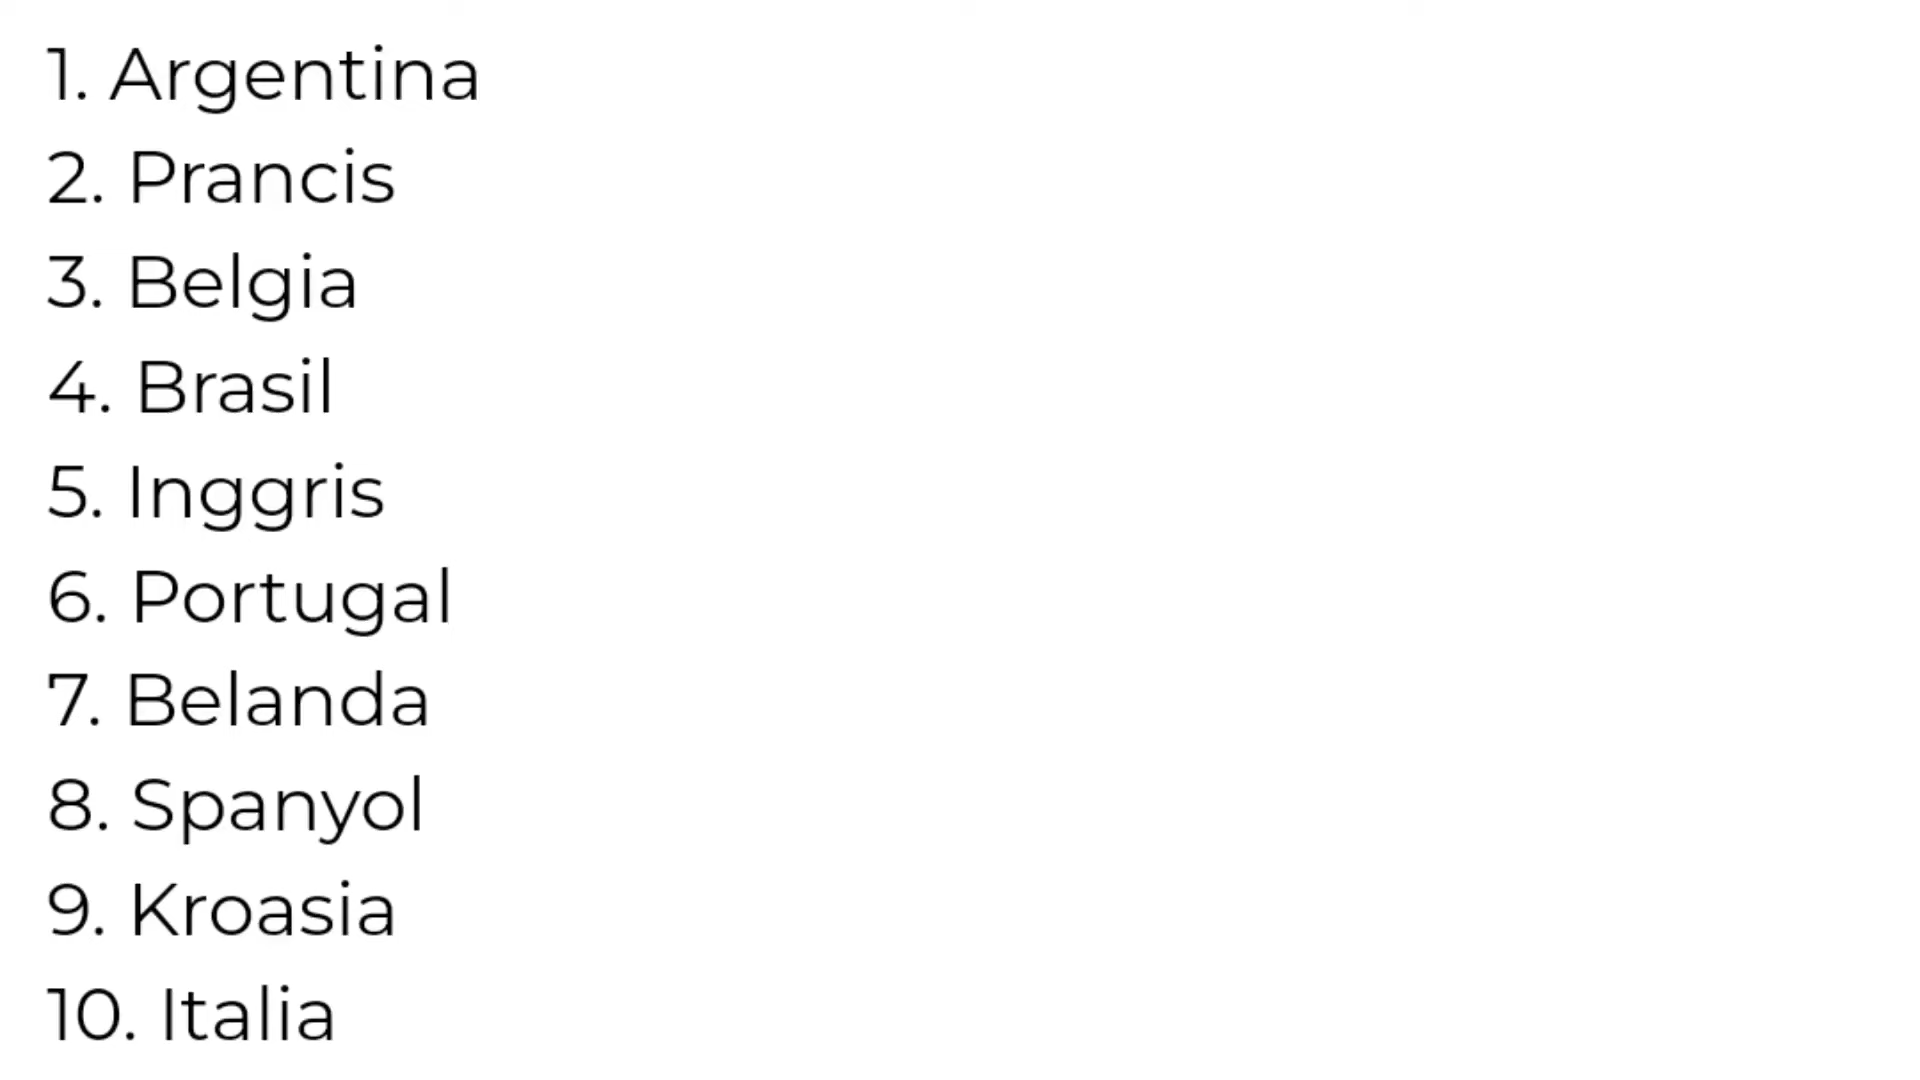 1. Argentina
2. Prancis
3. Belgia
4. Brasil
5. Inggris
6. Portugal
7. Belanda
8. Spanyol
9. Kroasia
10. Italia